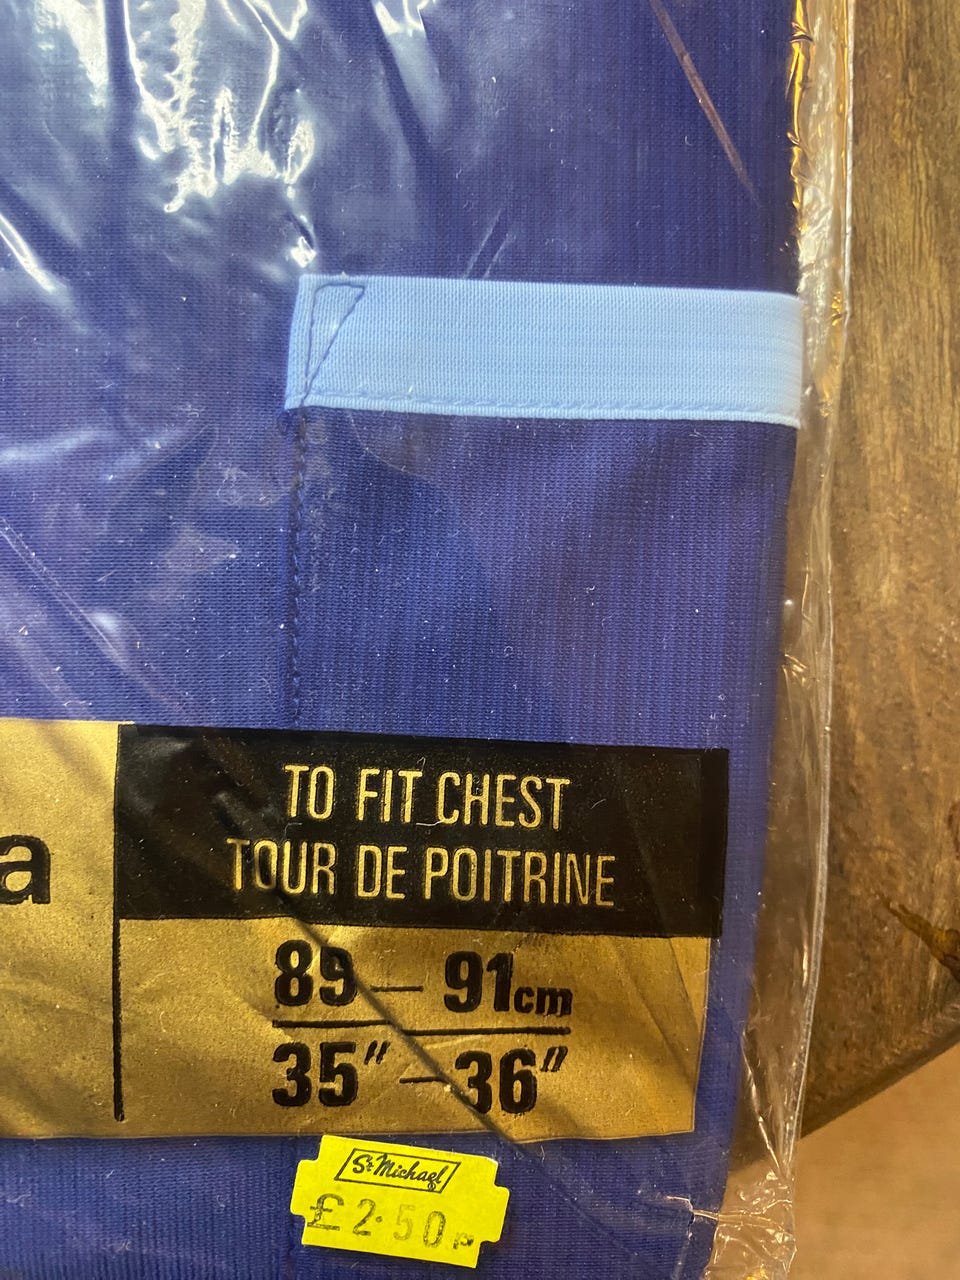 a
TO FIT CHEST
TOUR DE POITRINE
89 — 91cm
35" — 36"
St Michael®
£2·50p